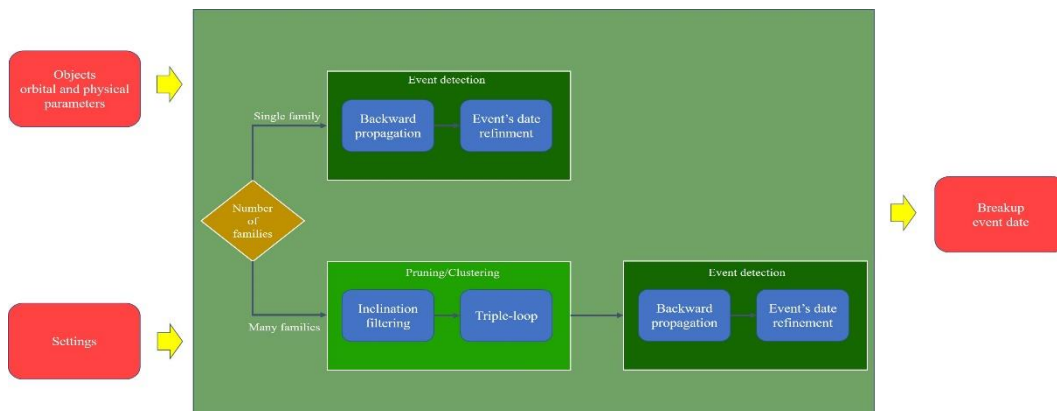 Objects
orbital and physical
parameters
Settings
Number
of
families
Single family
Many families
Event detection
Backward
propagation
Event's date
refinment
Pruning/Clustering
Inclination
filtering
Triple-loop
Event detection
Backward
propagation
Event's date
refinement
Breakup
event date